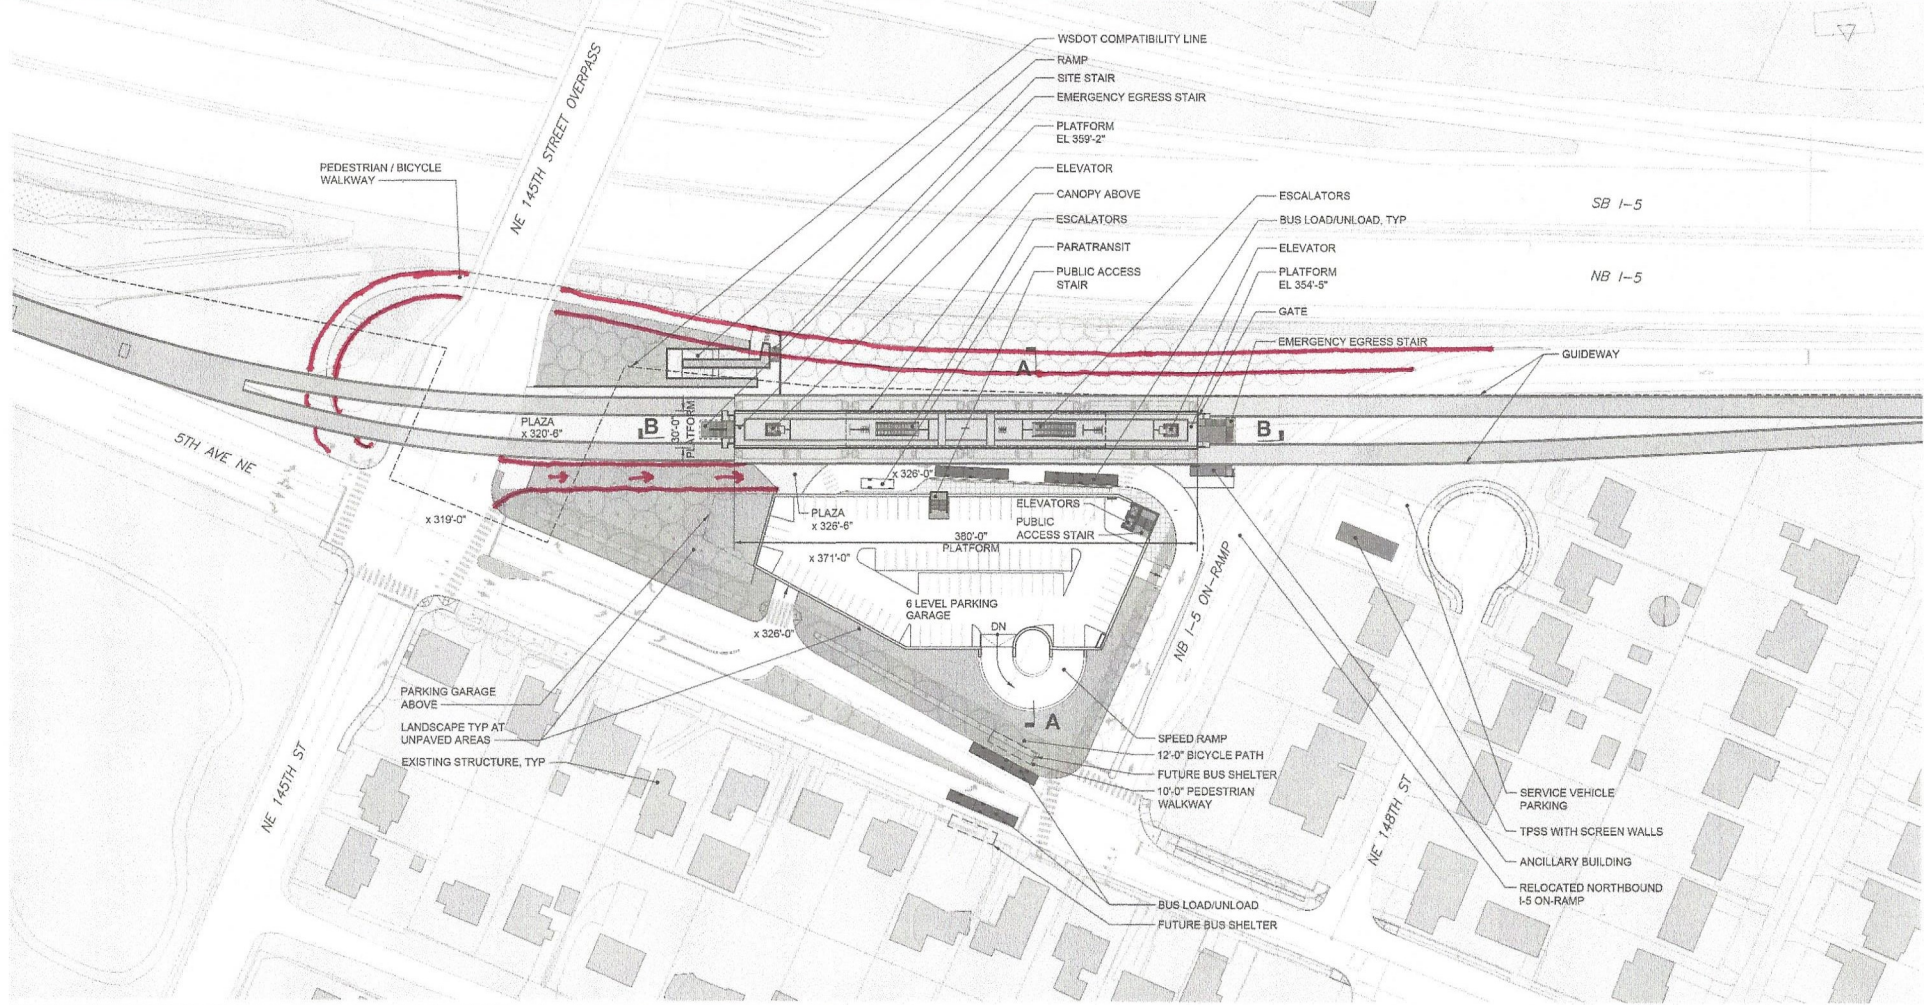 WSDOT COMPATIBILITY LINE
RAMP
SITE STAIR
EMERGENCY EGRESS STAIR
PLATFORM
EL 359'-2"
ELEVATOR
CANOPY ABOVE
ESCALATORS
PARATRANSIT
PUBLIC ACCESS
STAIR
ESCALATORS
BUS LOAD/UNLOAD, TYP
ELEVATOR
PLATFORM
EL 354'-5"
GATE
EMERGENCY EGRESS STAIR
GUIDEWAY
SB I-5
NB I-5
NE 145TH STREET OVERPASS
PEDESTRIAN / BICYCLE
WALKWAY
A
5TH AVE NE
PLAZA
x 320'-6"
B
30'-0"
PLATFORM
B
x 319'-0"
x 326'-0"
PLAZA
x 326'-6"
ELEVATORS
PUBLIC
ACCESS STAIR
380'-0"
PLATFORM
x 371'-0"
6 LEVEL PARKING
GARAGE
DN
x 326'-0"
NB I-5 ON-RAMP
A
PARKING GARAGE
ABOVE
LANDSCAPE TYP AT
UNPAVED AREAS
EXISTING STRUCTURE, TYP
NE 145TH ST
SPEED RAMP
12'-0" BICYCLE PATH
FUTURE BUS SHELTER
10'-0" PEDESTRIAN
WALKWAY
BUS LOAD/UNLOAD
FUTURE BUS SHELTER
NE 148TH ST
SERVICE VEHICLE
PARKING
TPSS WITH SCREEN WALLS
ANCILLARY BUILDING
RELOCATED NORTHBOUND
I-5 ON-RAMP